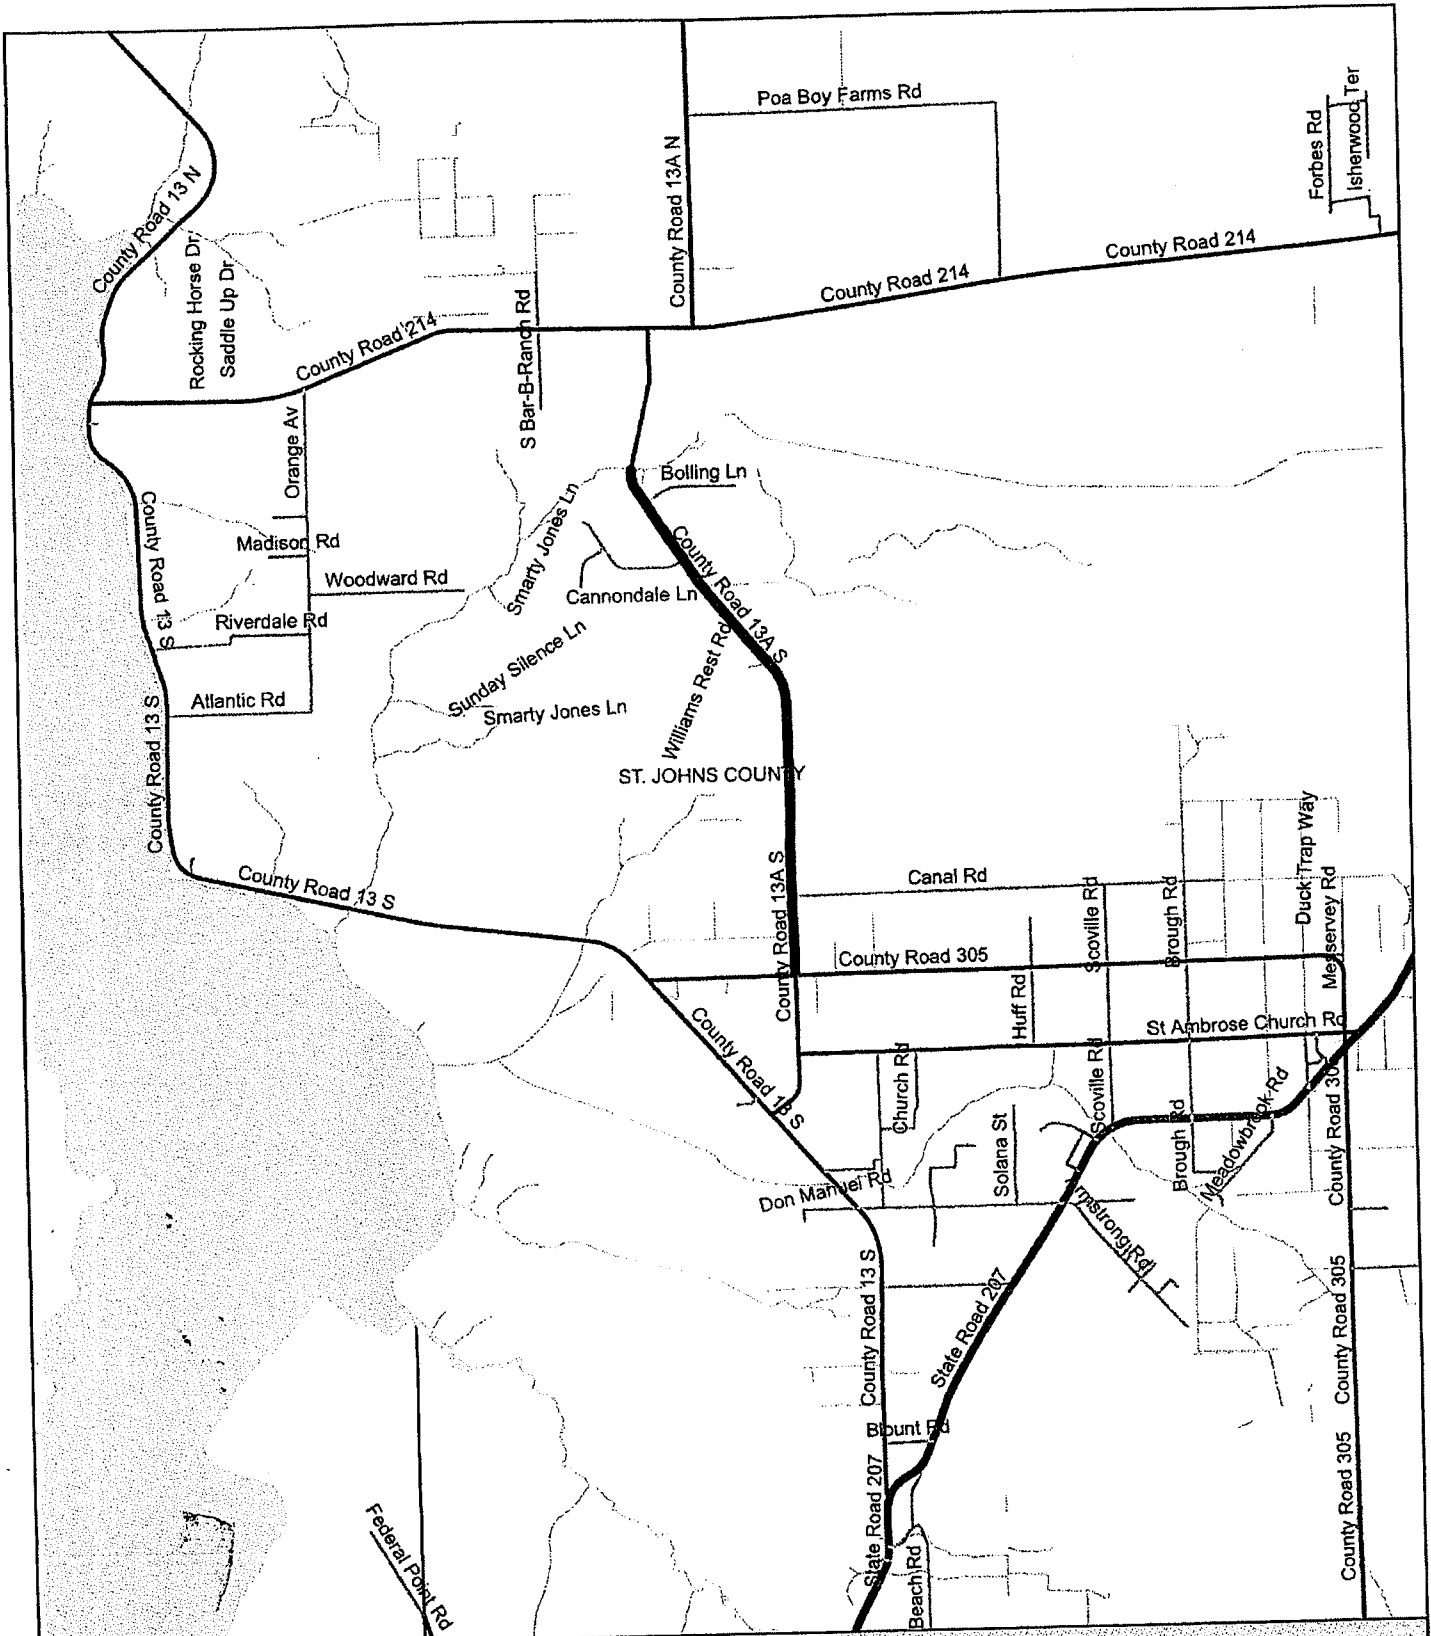 Poa Boy Farms Rd
Forbes Rd
Isherwood Ter
County Road 13A N
County Road 13 N
County Road 214
County Road 214
Rocking Horse Dr
Saddle Up Dr
County Road 214
S Bar-B-Ranch Rd
Orange Av
Bolling Ln
County Road 13 S
Smarty Jones Ln
Madison Rd
County Road 13A S
Woodward Rd
Cannondale Ln
Riverdale Rd
Sunday Silence Ln
Williams Rest Rd
Atlantic Rd
Smarty Jones Ln
County Road 13 S
ST. JOHNS COUNTY
Duck Trap Way
County Road 13 S
County Road 13A S
Canal Rd
Scoville Rd
Brough Rd
Messervey Rd
County Road 305
Huff Rd
St Ambrose Church Rd
County Road 13 S
Church Rd
Scoville Rd
Solana St
Brough Rd
Meadowbrook Rd
County Road 305
Don Manuel Rd
Armstrong Rd
County Road 13 S
State Road 207
County Road 305
Blount Rd
State Road 207
County Road 305
Federal Point Rd
Beach Rd